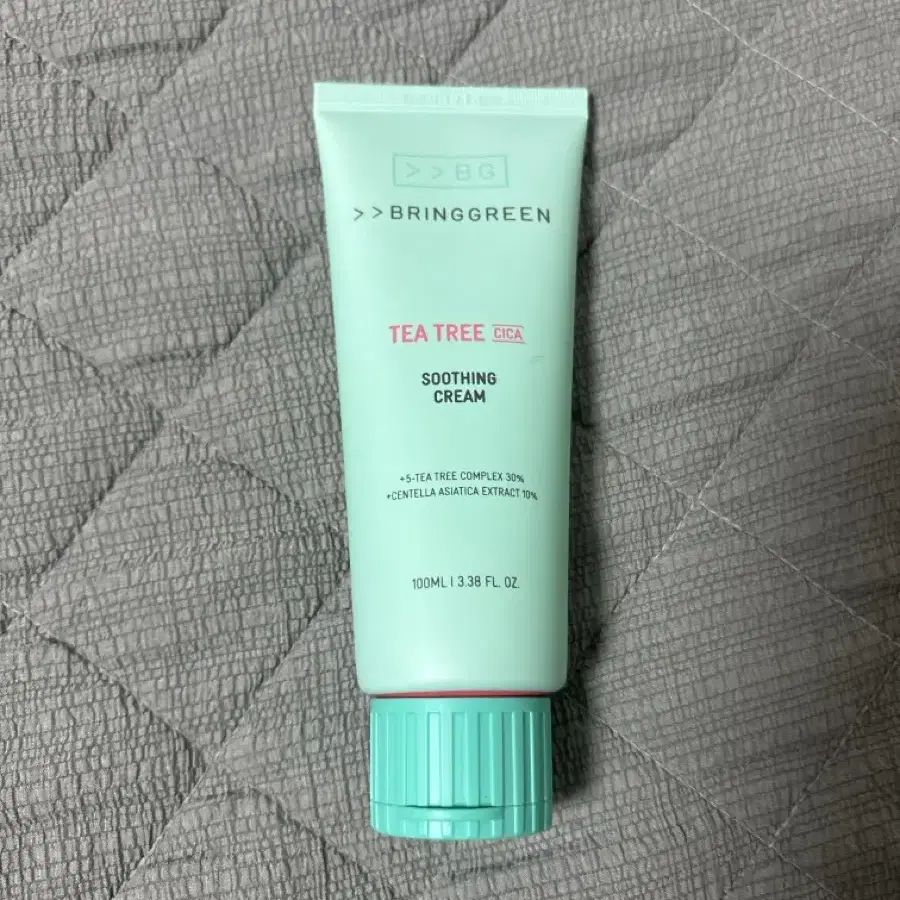 >>BG
>>BRINGGREEN
TEA TREE CICA
SOOTHING
CREAM
+5-TEA TREE COMPLEX 30%
+CENTELLA ASIATICA EXTRACT 10%
100ML | 3.38 FL. OZ.